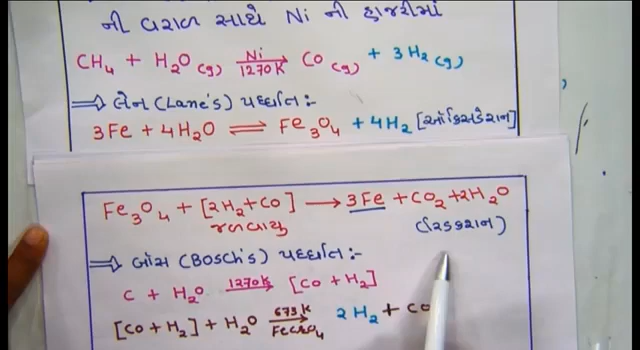 ની વરાળ સાથે Ni ની હાજરીમાં
CH₄ + H₂O(g) —Ni/1270K→ CO(g) + 3H₂(g)
⇒ લેન (Lane's) પદ્ધતિ:-
3Fe + 4H₂O ⇌ Fe₃O₄ + 4H₂ [ઓક્સિડેશન]
Fe₃O₄ + [2H₂+CO] → 3Fe + CO₂ + 2H₂O
જળવાયુ (રિડક્શન)
⇒ બોસ (Bosch's) પદ્ધતિ:-
C + H₂O —1270K→ [CO + H₂]
[CO + H₂] + H₂O —673K→ 2H₂ + CO